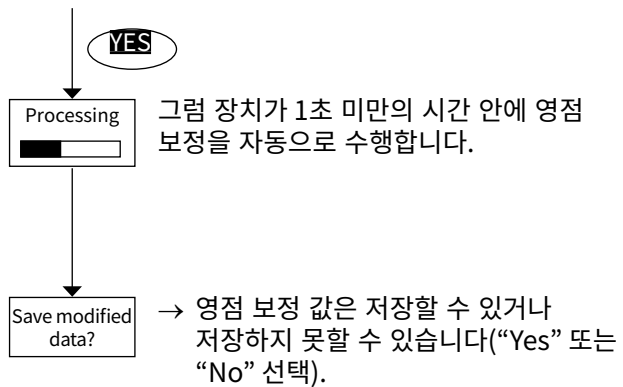 YES
Processing
그럼 장치가 1초 미만의 시간 안에 영점
보정을 자동으로 수행합니다.
Save modified
data?
→ 영점 보정 값은 저장할 수 있거나
저장하지 못할 수 있습니다(“Yes” 또는
“No” 선택).